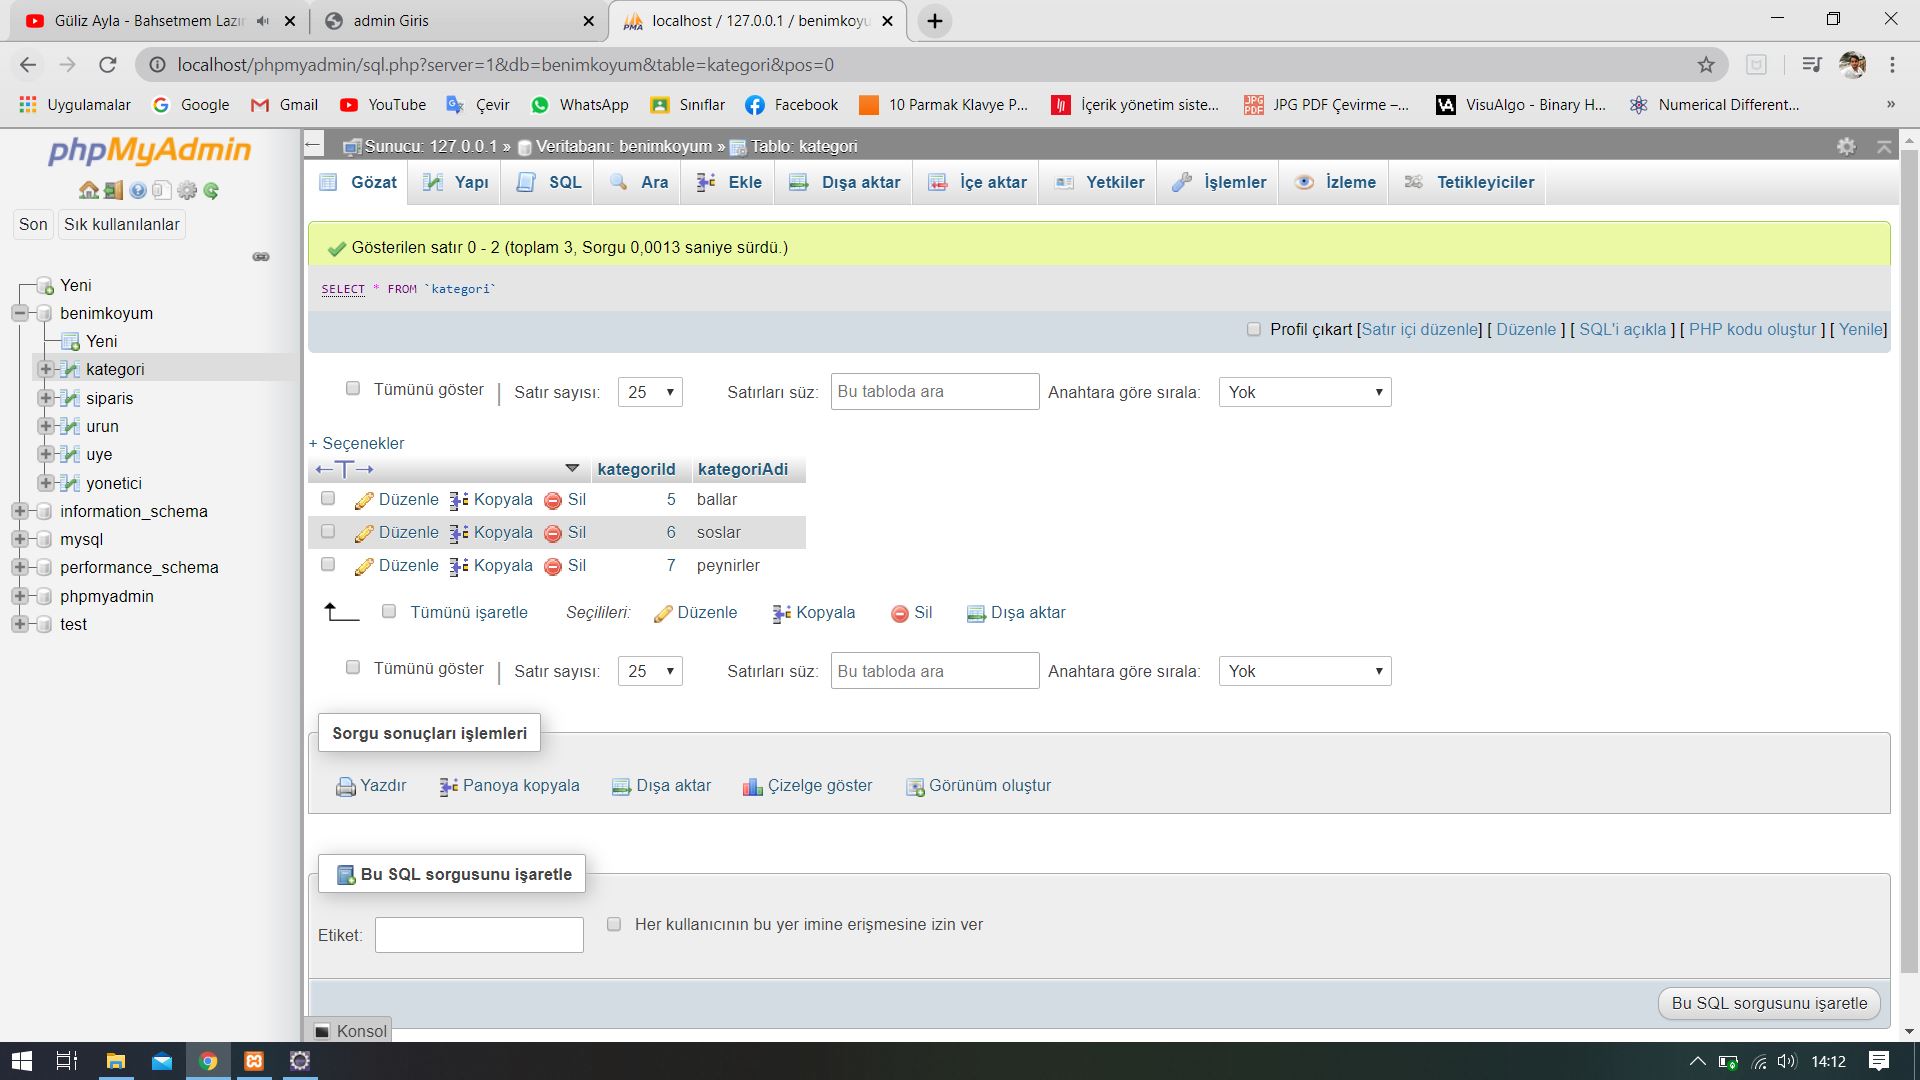 Güliz Ayla - Bahsetmem Lazım
admin Giris
localhost / 127.0.0.1 / benimkoyu
localhost/phpmyadmin/sql.php?server=1&db=benimkoyum&table=kategori&pos=0
Uygulamalar Google Gmail YouTube Çevir WhatsApp Sınıflar Facebook 10 Parmak Klavye P... İçerik yönetim siste... JPG PDF Çevirme –... VisuAlgo - Binary H... Numerical Different... »
phpMyAdmin
Son Sık kullanılanlar
Yeni
benimkoyum
Yeni
kategori
siparis
urun
uye
yonetici
information_schema
mysql
performance_schema
phpmyadmin
test
Sunucu: 127.0.0.1 » Veritabanı: benimkoyum » Tablo: kategori
Gözat Yapı SQL Ara Ekle Dışa aktar İçe aktar Yetkiler İşlemler İzleme Tetikleyiciler
Gösterilen satır 0 - 2 (toplam 3, Sorgu 0,0013 saniye sürdü.)
SELECT * FROM `kategori`
Profil çıkart [Satır içi düzenle] [ Düzenle ] [ SQL'i açıkla ] [ PHP kodu oluştur ] [ Yenile]
Tümünü göster | Satır sayısı: 25 Satırları süz: Bu tabloda ara Anahtara göre sırala: Yok
+ Seçenekler
←T→ kategoriId kategoriAdi
Düzenle Kopyala Sil 5 ballar
Düzenle Kopyala Sil 6 soslar
Düzenle Kopyala Sil 7 peynirler
Tümünü işaretle Seçilileri: Düzenle Kopyala Sil Dışa aktar
Tümünü göster | Satır sayısı: 25 Satırları süz: Bu tabloda ara Anahtara göre sırala: Yok
Sorgu sonuçları işlemleri
Yazdır Panoya kopyala Dışa aktar Çizelge göster Görünüm oluştur
Bu SQL sorgusunu işaretle
Etiket: Her kullanıcının bu yer imine erişmesine izin ver
Bu SQL sorgusunu işaretle
Konsol
14:12